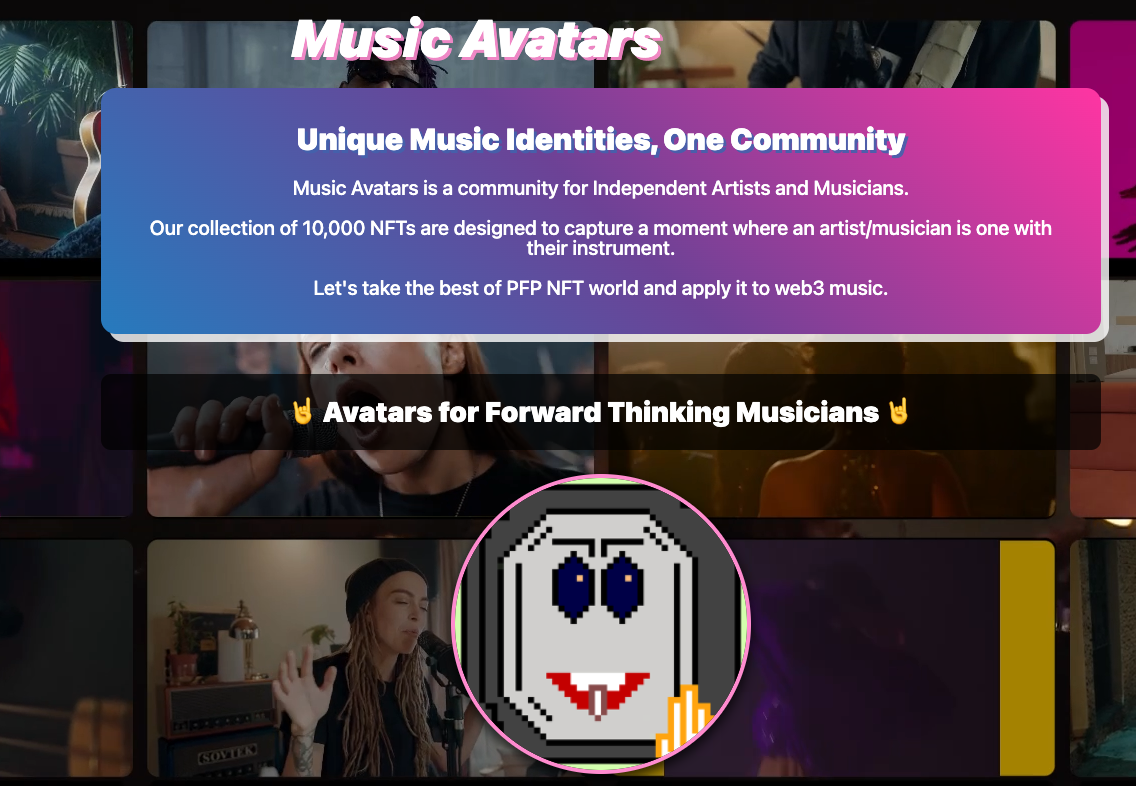 Music Avatars
Unique Music Identities, One Community
Music Avatars is a community for Independent Artists and Musicians.
Our collection of 10,000 NFTs are designed to capture a moment where an artist/musician is one with
their instrument.
Let's take the best of PFP NFT world and apply it to web3 music.
🤘 Avatars for Forward Thinking Musicians 🤘
SOVTEK